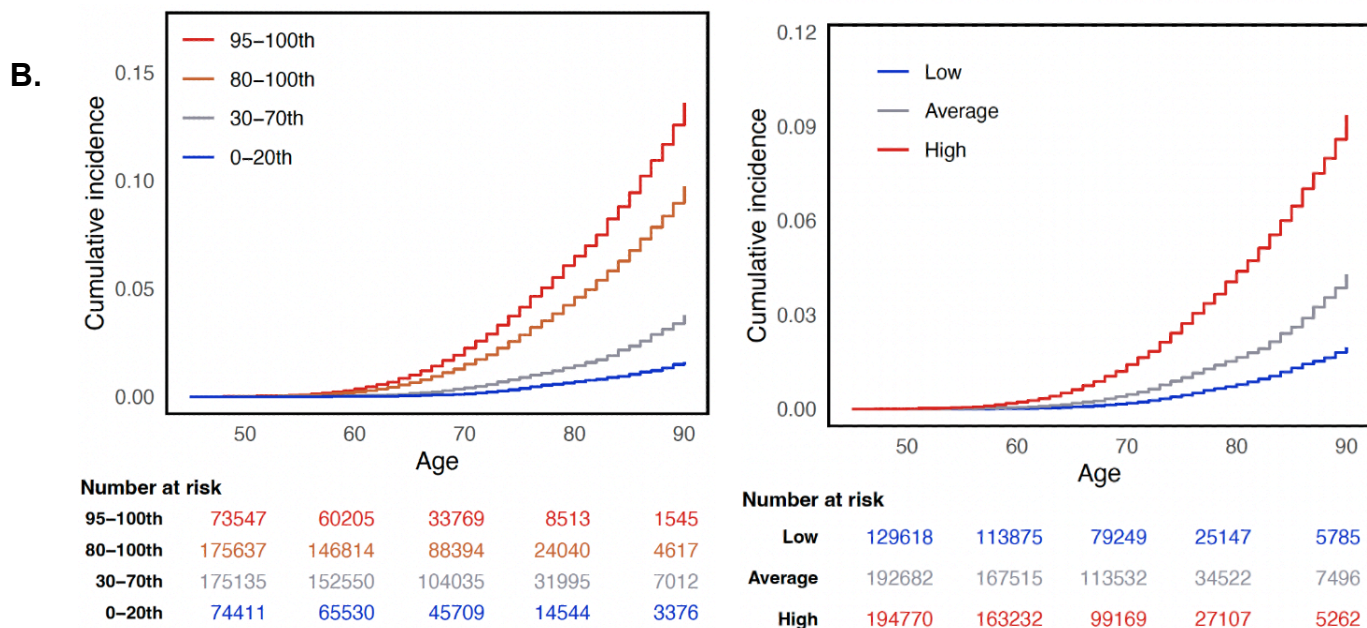 B.
Cumulative incidence
0.15
0.10
0.05
0.00
95–100th
80–100th
30–70th
0–20th
50 60 70 80 90
Age
Number at risk
95–100th 73547 60205 33769 8513 1545
80–100th 175637 146814 88394 24040 4617
30–70th 175135 152550 104035 31995 7012
0–20th 74411 65530 45709 14544 3376
Cumulative incidence
0.12
0.09
0.06
0.03
0.00
Low
Average
High
50 60 70 80 90
Age
Number at risk
Low 129618 113875 79249 25147 5785
Average 192682 167515 113532 34522 7496
High 194770 163232 99169 27107 5262